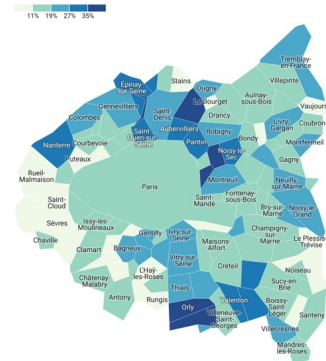 11% 19% 27% 35%
Tremblay-
en-France
Épinay
sur-Seine
Stains
Villepinte
Dugny
Gennevilliers
Saint-
Denis
Le Bourget
Aulnay-
sous-Bois
Vaujours
Colombes
Aubervilliers
Drancy
Saint-
Ouen-sur-
Seine
Bobigny
Livry-
Gargan
Coubron
Nanterre
Courbevoie
Pantin
Bondy
Montfermeil
Puteaux
Noisy-le-
Sec
Gagny
Rueil-
Malmaison
Paris
Montreuil
Neuilly
-sur-Marne
Saint-
Cloud
Saint-
Mandé
Fontenay
-sous-Bois
Bry-sur-
Marne
Noisy-le-
Grand
Sèvres
Issy-les-
Moulineaux
Champigny-
sur-Marne
Chaville
Gentilly
Ivry-sur-
Seine
Maisons-
Alfort
Le Plessis-
Trévise
Clamart
Bagneux
Vitry-sur-
Seine
Châtenay-
Malabry
L'Haÿ-
les-Roses
Créteil
Noiseau
Antony
Thiais
Sucy-en-
Brie
Rungis
Orly
Valenton
Boissy-
Saint-
Léger
Santeny
Villeneuve-
Saint-
Georges
Villecresnes
Mandres-
les-Roses